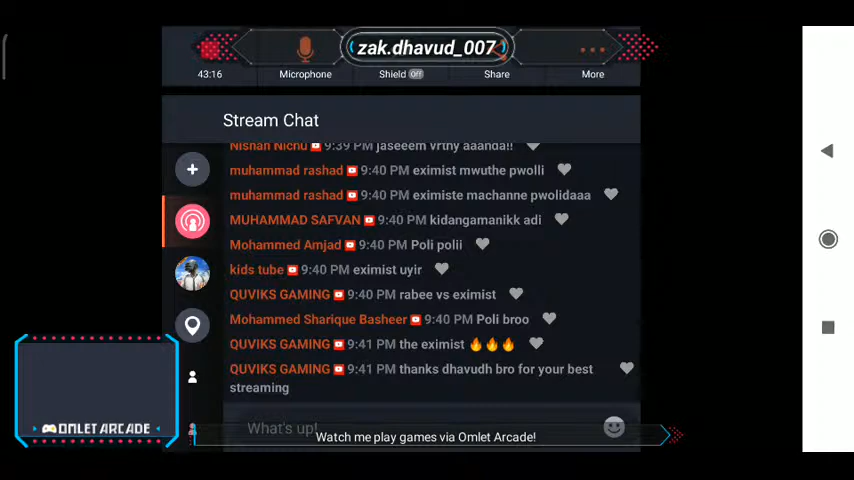 zak.dhavud_007
43:16
Microphone
Shield Off
Share
More
Stream Chat
Nishan Nichu 9:39 PM jaseeem vrthy aaanda!!
muhammad rashad 9:40 PM eximist mwuthe pwolli
muhammad rashad 9:40 PM eximiste machanne pwolidaaa
MUHAMMAD SAFVAN 9:40 PM kidangamanikk adi
Mohammed Amjad 9:40 PM Poli polii
kids tube 9:40 PM eximist uyir
QUVIKS GAMING 9:40 PM rabee vs eximist
Mohammed Sharique Basheer 9:40 PM Poli broo
QUVIKS GAMING 9:41 PM the eximist 🔥🔥🔥
QUVIKS GAMING 9:41 PM thanks dhavudh bro for your best
streaming
OMLET ARCADE
What's up!
Watch me play games via Omlet Arcade!